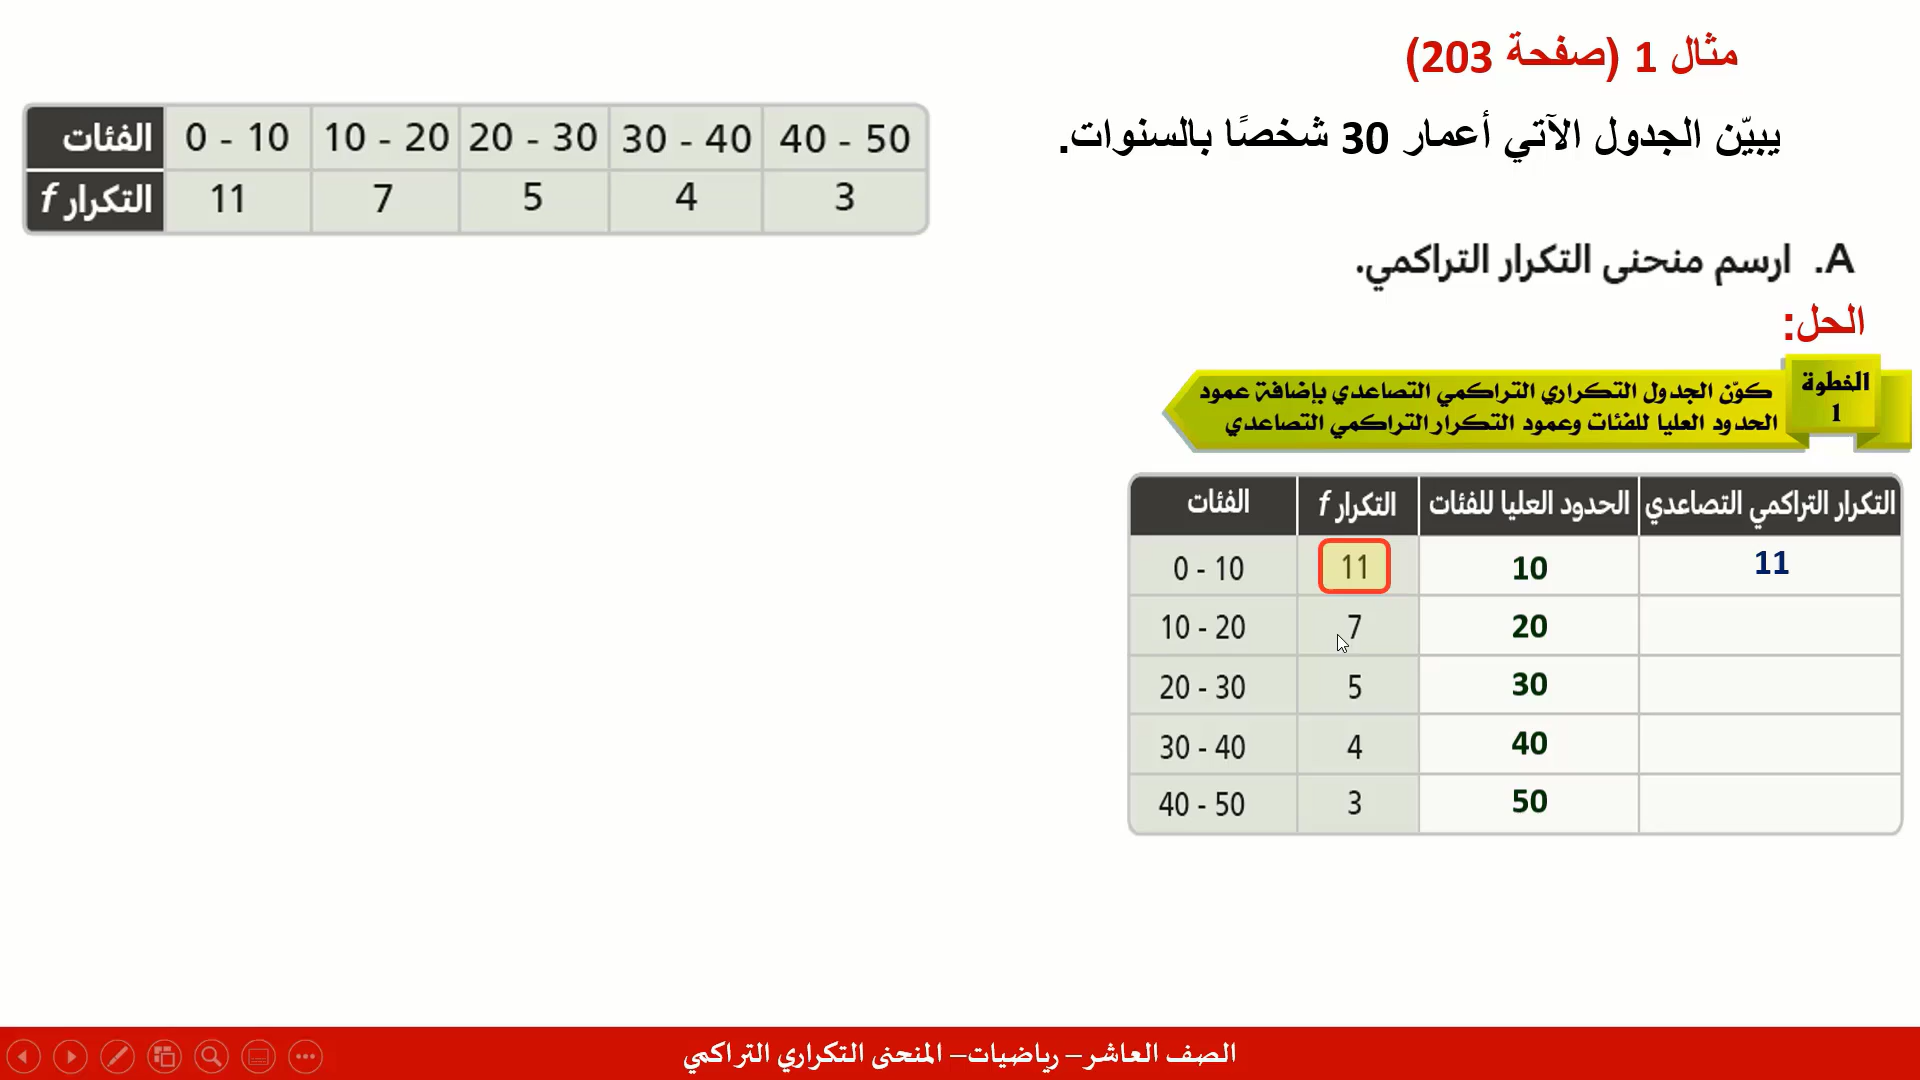 مثال 1 (صفحة 203)
يبيّن الجدول الآتي أعمار 30 شخصًا بالسنوات.
الفئات 0 - 10 10 - 20 20 - 30 30 - 40 40 - 50
التكرار f 11 7 5 4 3
A. ارسم منحنى التكرار التراكمي.
الحل:
الخطوة 1
كوّن الجدول التكراري التراكمي التصاعدي بإضافة عمود
الحدود العليا للفئات وعمود التكرار التراكمي التصاعدي
الفئات التكرار f الحدود العليا للفئات التكرار التراكمي التصاعدي
0 - 10 11 10 11
10 - 20 7 20
20 - 30 5 30
30 - 40 4 40
40 - 50 3 50
الصف العاشر – رياضيات – المنحنى التكراري التراكمي